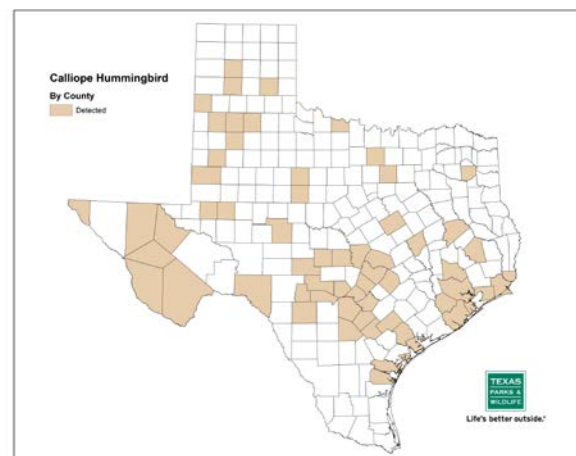 Calliope Hummingbird
By County
Detected
TEXAS
PARKS &
WILDLIFE
Life's better outside.®